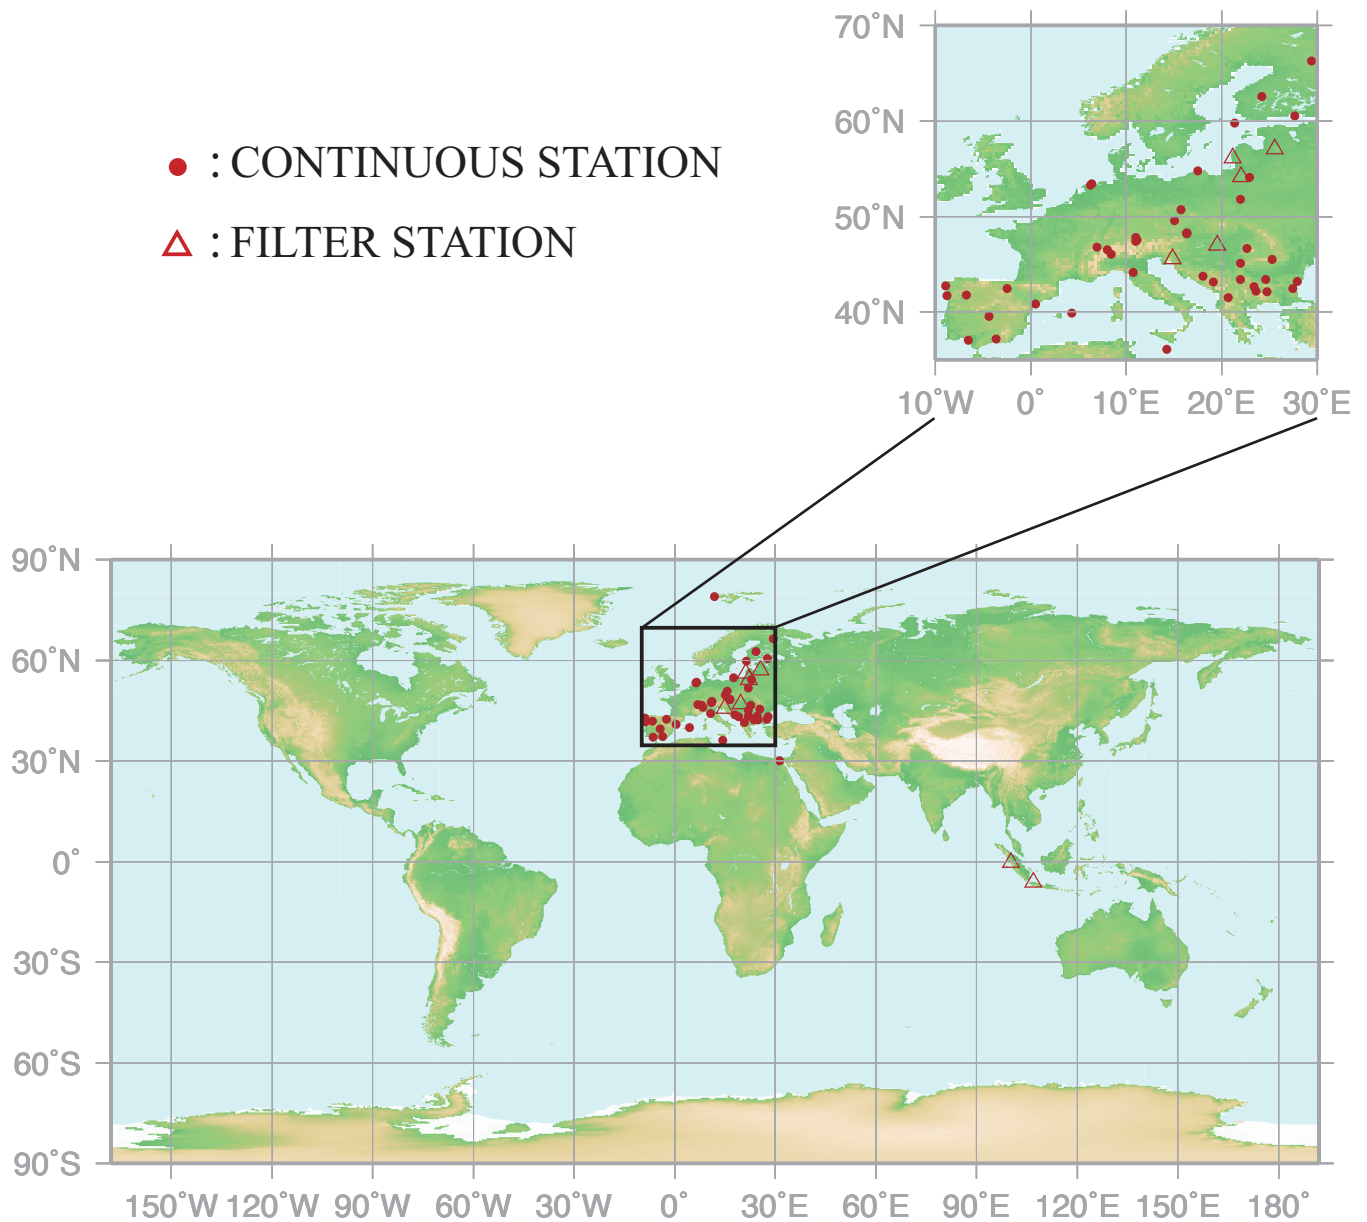 ● : CONTINUOUS STATION
△ : FILTER STATION
70˚N
60˚N
50˚N
40˚N
10˚W 0˚ 10˚E 20˚E 30˚E
90˚N
60˚N
30˚N
0˚
30˚S
60˚S
90˚S
150˚W 120˚W 90˚W 60˚W 30˚W 0˚ 30˚E 60˚E 90˚E 120˚E 150˚E 180˚